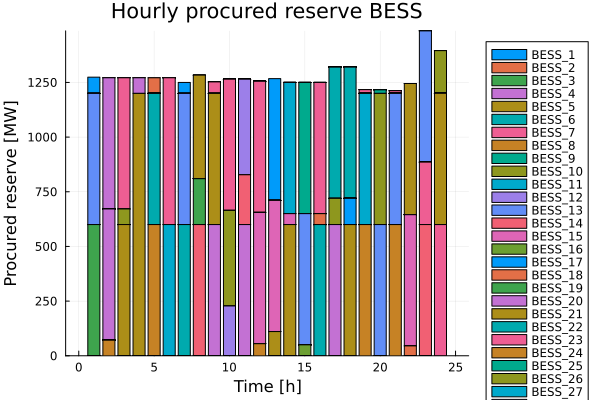 Hourly procured reserve BESS
Procured reserve [MW]
1250
1000
750
500
250
0
0
5
10
15
20
25
Time [h]
BESS_1
BESS_2
BESS_3
BESS_4
BESS_5
BESS_6
BESS_7
BESS_8
BESS_9
BESS_10
BESS_11
BESS_12
BESS_13
BESS_14
BESS_15
BESS_16
BESS_17
BESS_18
BESS_19
BESS_20
BESS_21
BESS_22
BESS_23
BESS_24
BESS_25
BESS_26
BESS_27